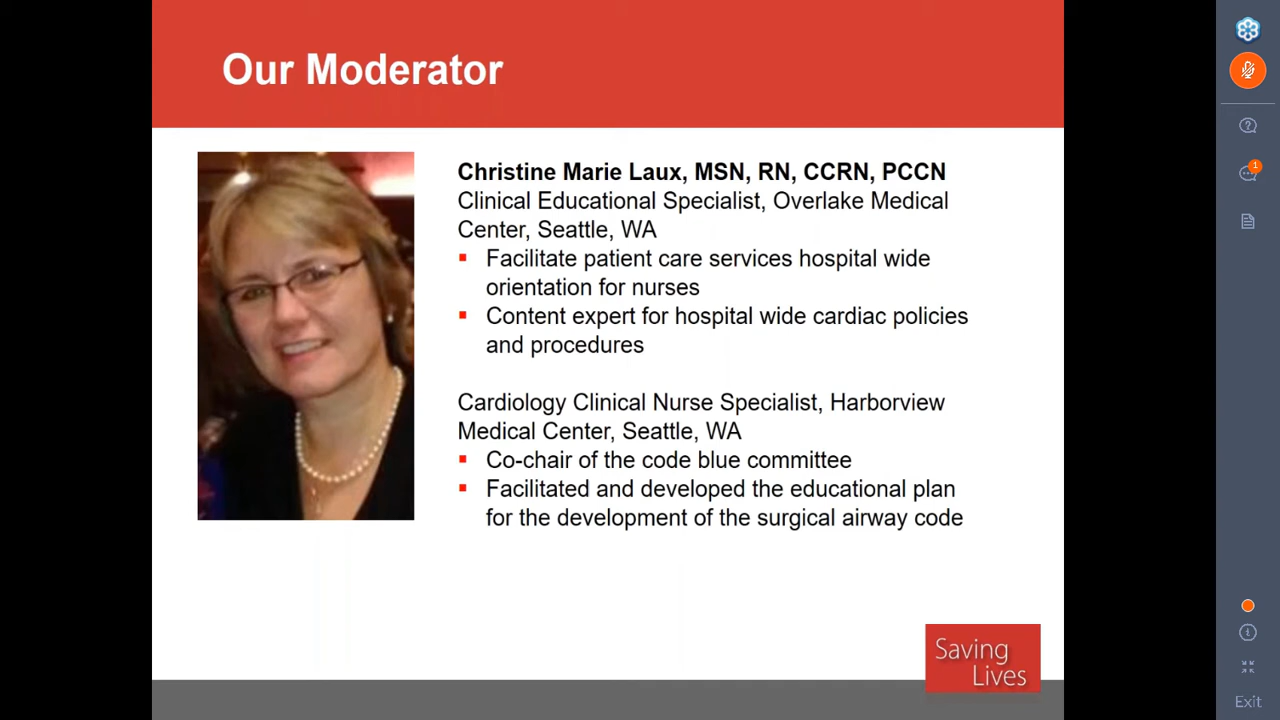 Our Moderator
Christine Marie Laux, MSN, RN, CCRN, PCCN
Clinical Educational Specialist, Overlake Medical
Center, Seattle, WA
Facilitate patient care services hospital wide
orientation for nurses
Content expert for hospital wide cardiac policies
and procedures
Cardiology Clinical Nurse Specialist, Harborview
Medical Center, Seattle, WA
Co-chair of the code blue committee
Facilitated and developed the educational plan
for the development of the surgical airway code
Saving
Lives
1
Exit